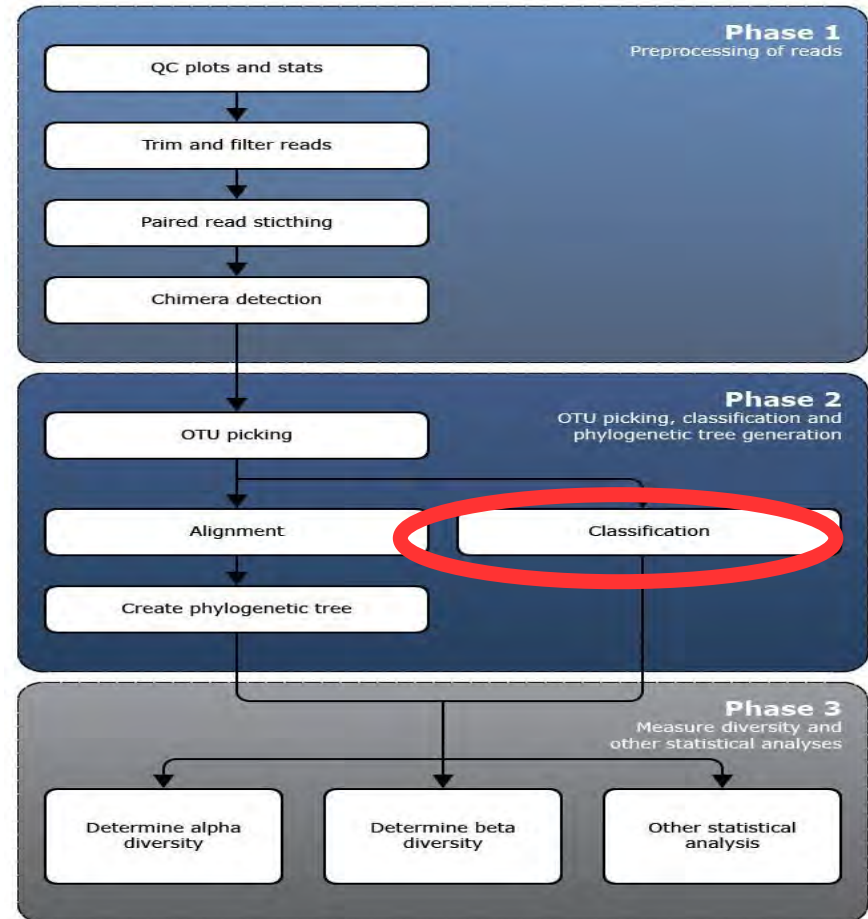 Phase 1
Preprocessing of reads
QC plots and stats
Trim and filter reads
Paired read sticthing
Chimera detection
Phase 2
OTU picking, classification and
phylogenetic tree generation
OTU picking
Alignment
Classification
Create phylogenetic tree
Phase 3
Measure diversity and
other statistical analyses
Determine alpha
diversity
Determine beta
diversity
Other statistical
analysis